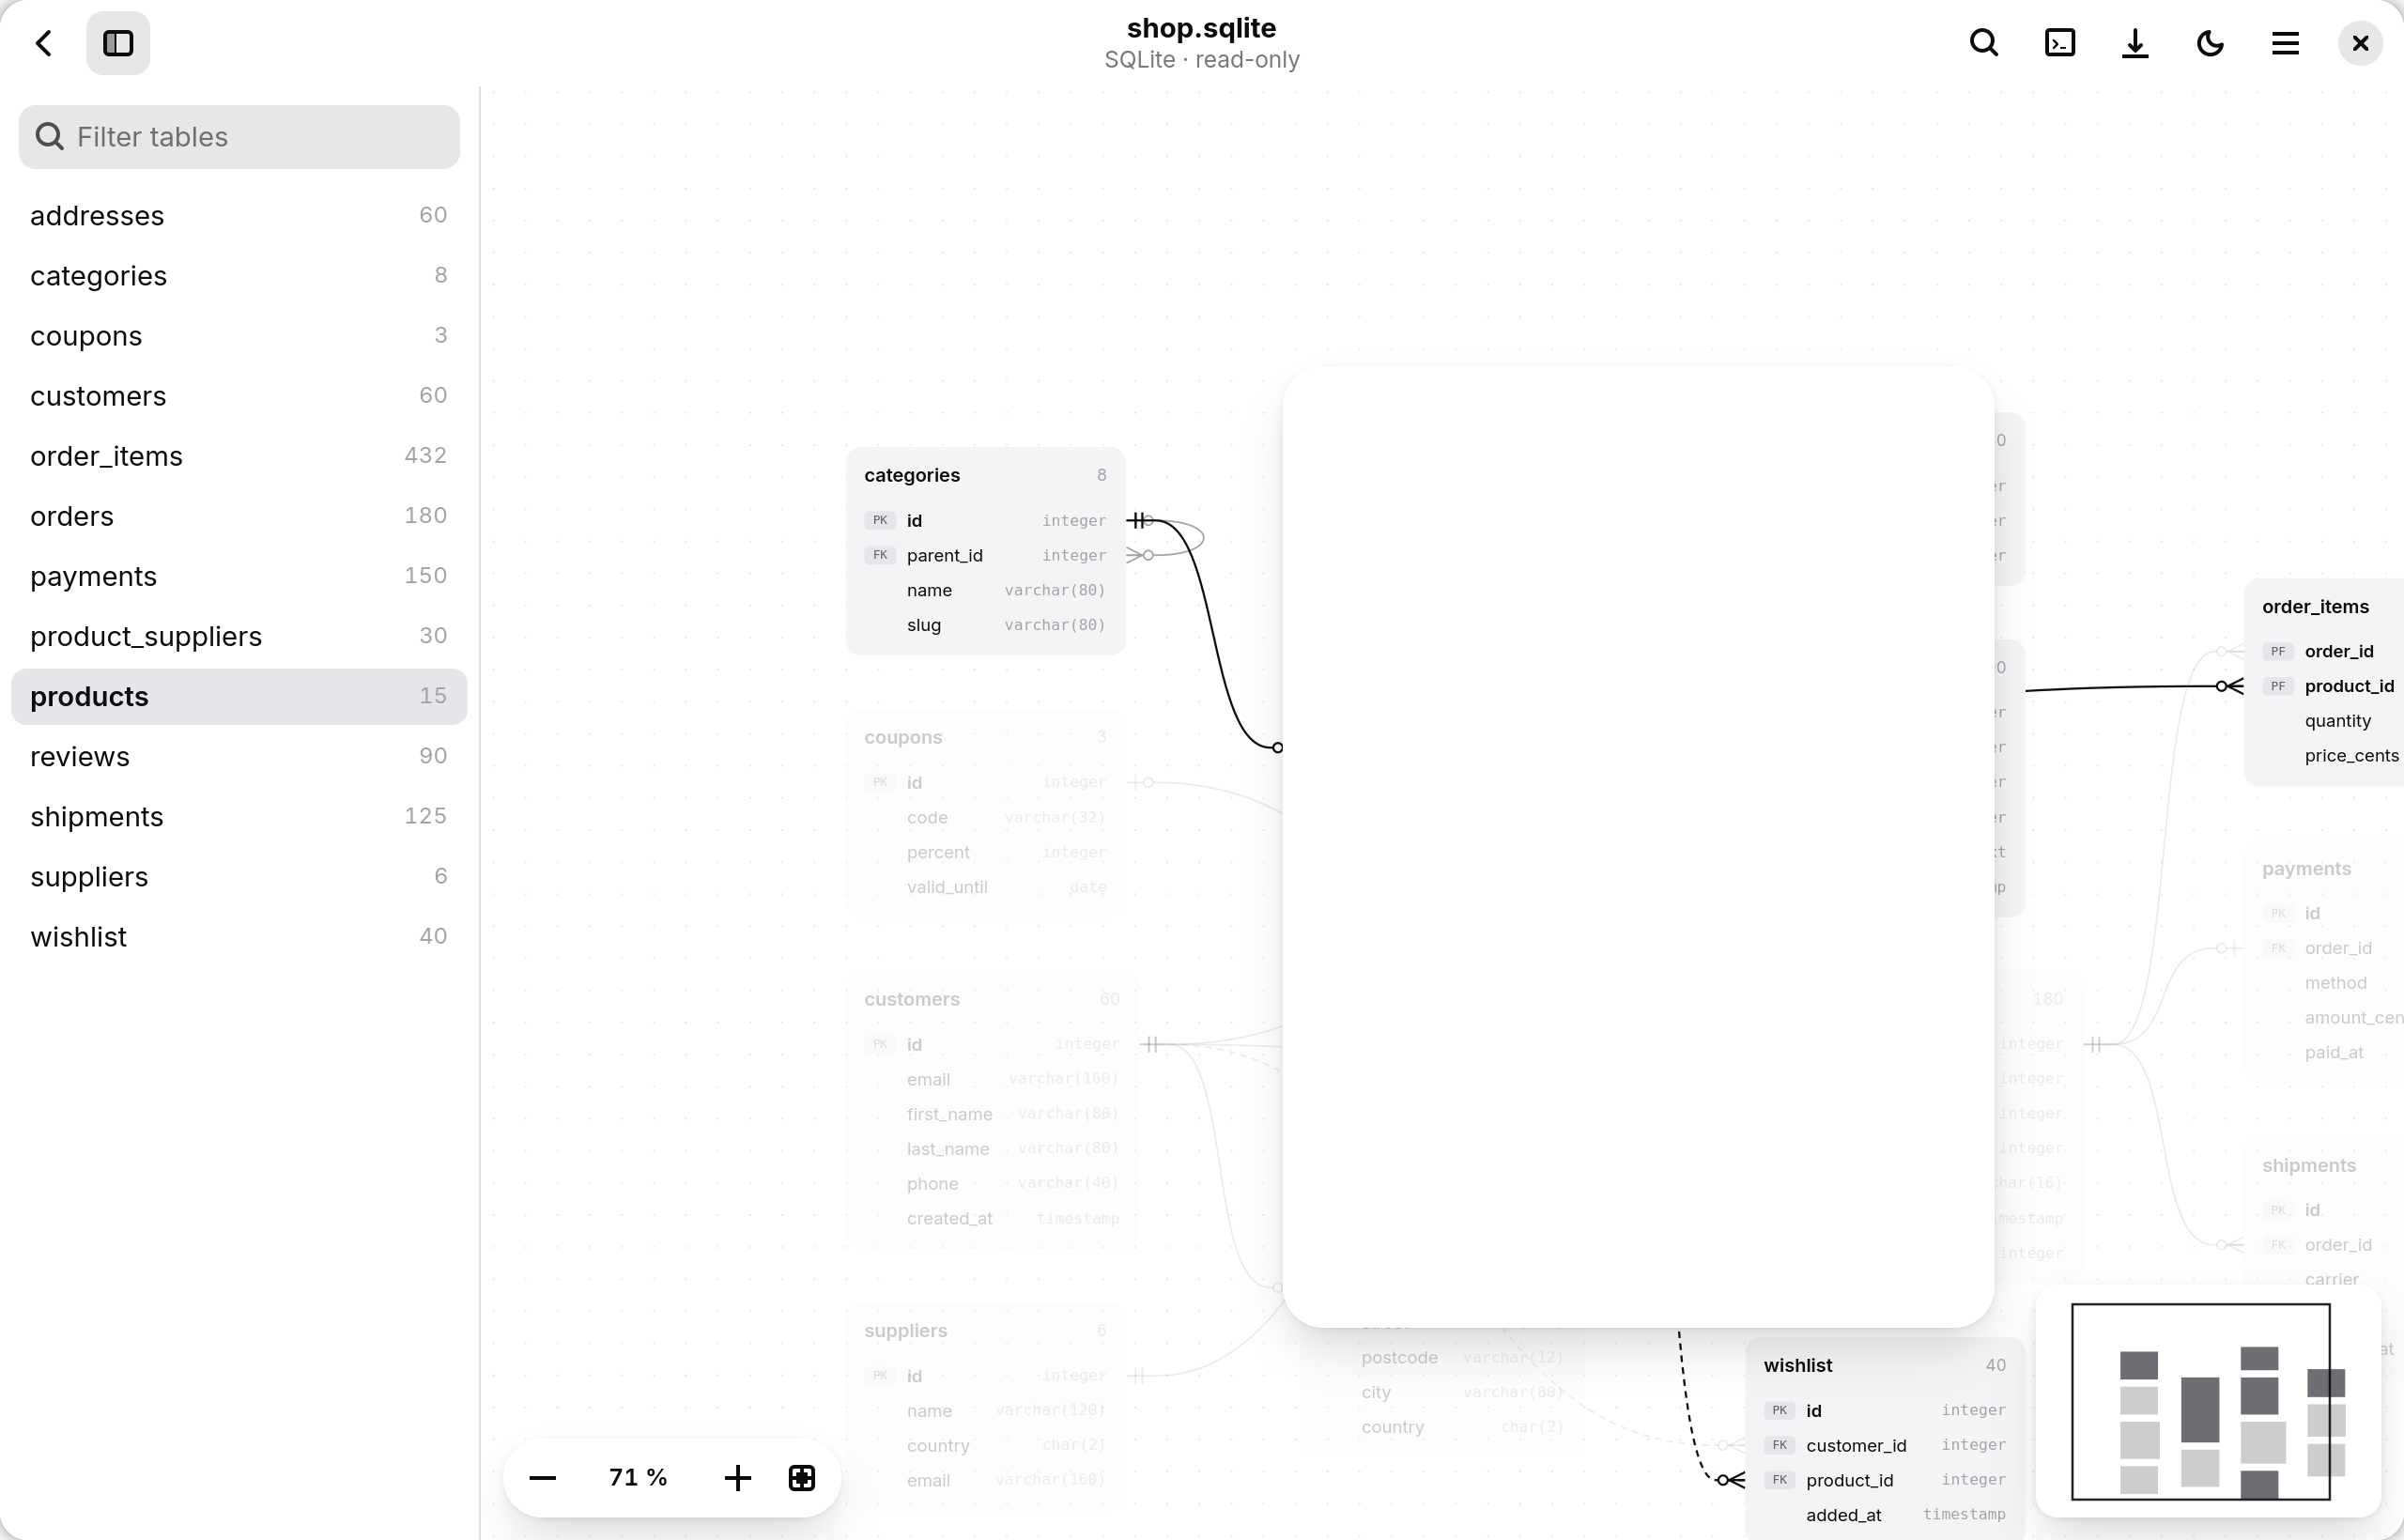 shop.sqlite
SQLite · read-only
Filter tables
addresses 60
categories 8
coupons 3
customers 60
order_items 432
orders 180
payments 150
product_suppliers 30
products 15
reviews 90
shipments 125
suppliers 6
wishlist 40
categories 8
PK id integer
FK parent_id integer
name varchar(80)
slug varchar(80)
coupons 3
PK id integer
code varchar(32)
percent integer
valid_until date
customers 60
PK id integer
email varchar(160)
first_name varchar(80)
last_name varchar(80)
phone varchar(40)
created_at timestamp
suppliers 6
PK id integer
name varchar(120)
country char(2)
email varchar(160)
71 %
postcode varchar(12)
city varchar(80)
country char(2)
180
integer
integer
integer
integer
integer
wishlist 40
PK id integer
FK customer_id integer
FK product_id integer
added_at timestamp
order_items
PF order_id
PF product_id
quantity
price_cents
payments
PK id
FK order_id
method
amount_cen
paid_at
shipments
PK id
FK order_id
carrier